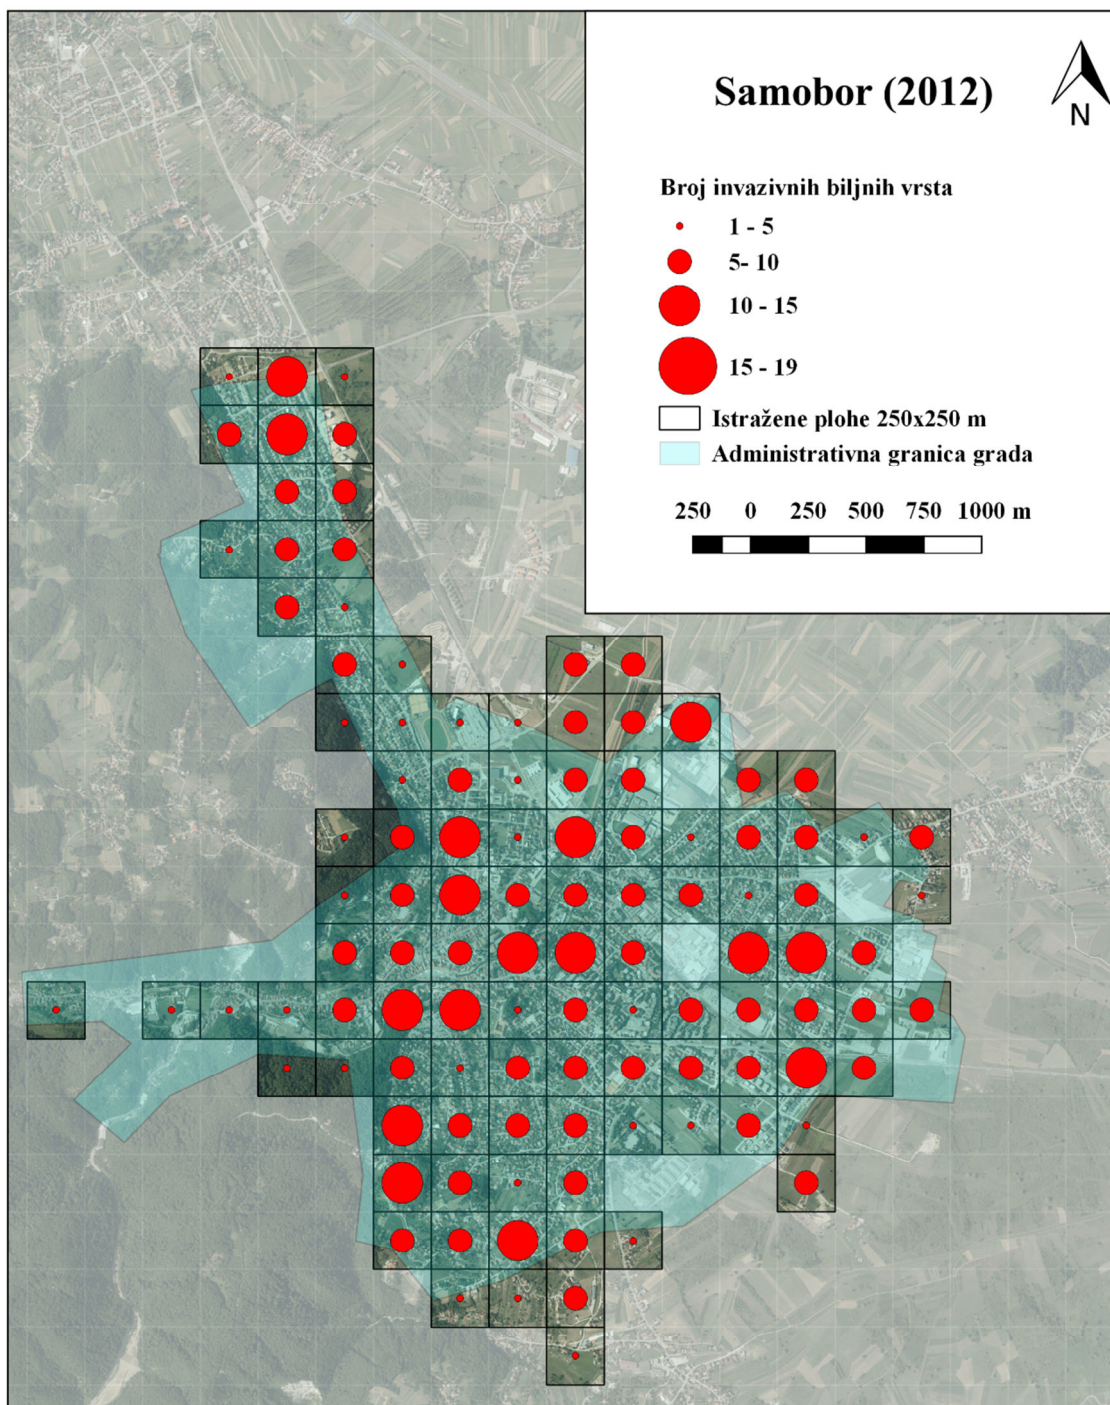 Samobor (2012)
N
Broj invazivnih biljnih vrsta
1 - 5
5- 10
10 - 15
15 - 19
Istražene plohe 250x250 m
Administrativna granica grada
250 0 250 500 750 1000 m